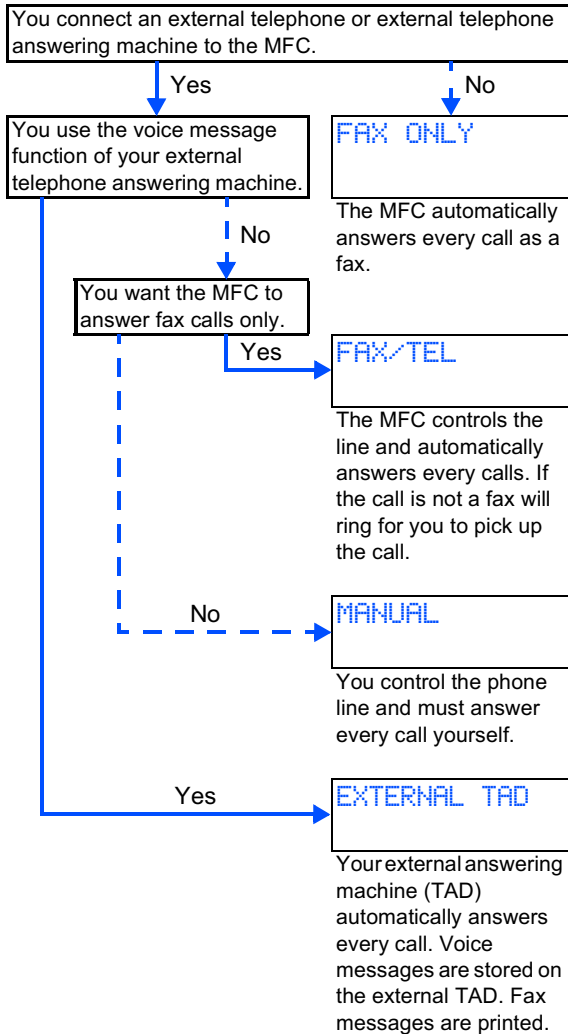 You connect an external telephone or external telephone
answering machine to the MFC.
Yes
No
You use the voice message
function of your external
telephone answering machine.
FAX ONLY
The MFC automatically
answers every call as a
fax.
No
You want the MFC to
answer fax calls only.
Yes
FAX/TEL
The MFC controls the
line and automatically
answers every calls. If
the call is not a fax will
ring for you to pick up
the call.
No
MANUAL
You control the phone
line and must answer
every call yourself.
Yes
EXTERNAL TAD
Your external answering
machine (TAD)
automatically answers
every call. Voice
messages are stored on
the external TAD. Fax
messages are printed.